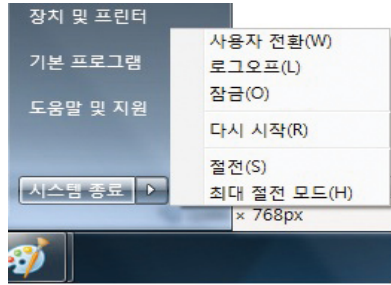 장치 및 프린터
기본 프로그램
도움말 및 지원
시스템 종료
사용자 전환(W)
로그오프(L)
잠금(O)
다시 시작(R)
절전(S)
최대 절전 모드(H)
× 768px